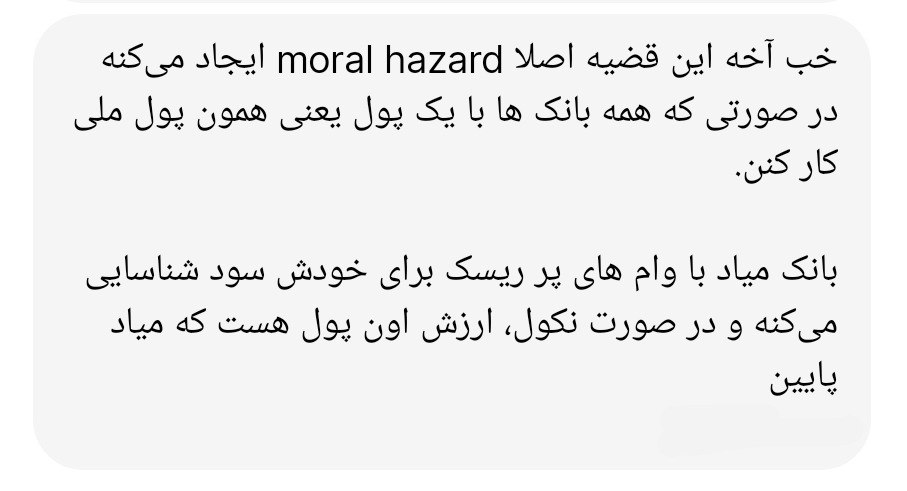 خب آخه این قضیه اصلا moral hazard ایجاد می‌کنه
در صورتی که همه بانک ها با یک پول یعنی همون پول ملی
کار کنن.
بانک میاد با وام های پر ریسک برای خودش سود شناسایی
می‌کنه و در صورت نکول، ارزش اون پول هست که میاد
پایین